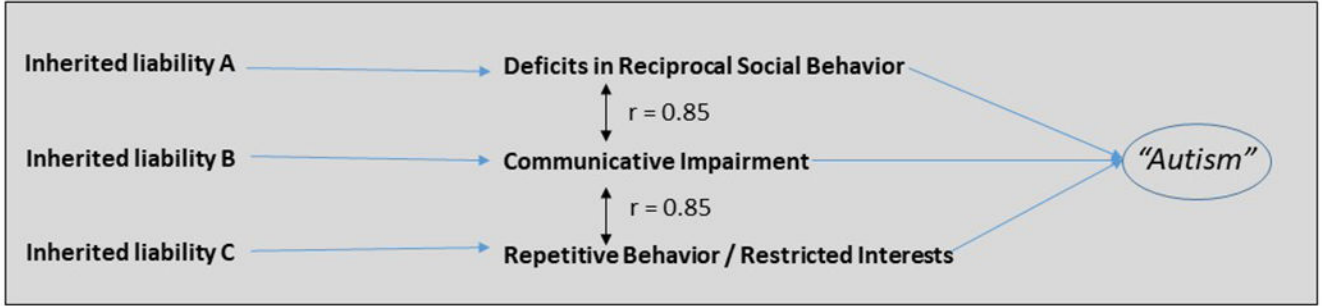 Inherited liability A
Deficits in Reciprocal Social Behavior
r = 0.85
Inherited liability B
Communicative Impairment
"Autism"
r = 0.85
Inherited liability C
Repetitive Behavior / Restricted Interests